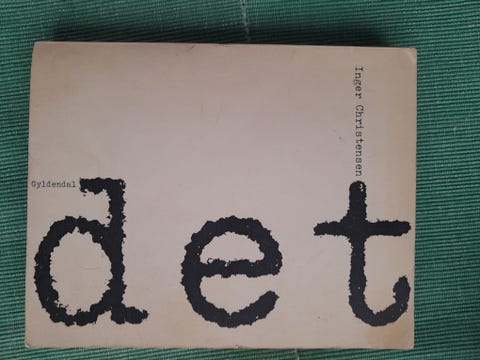 Inger Christensen
Gyldendal
det